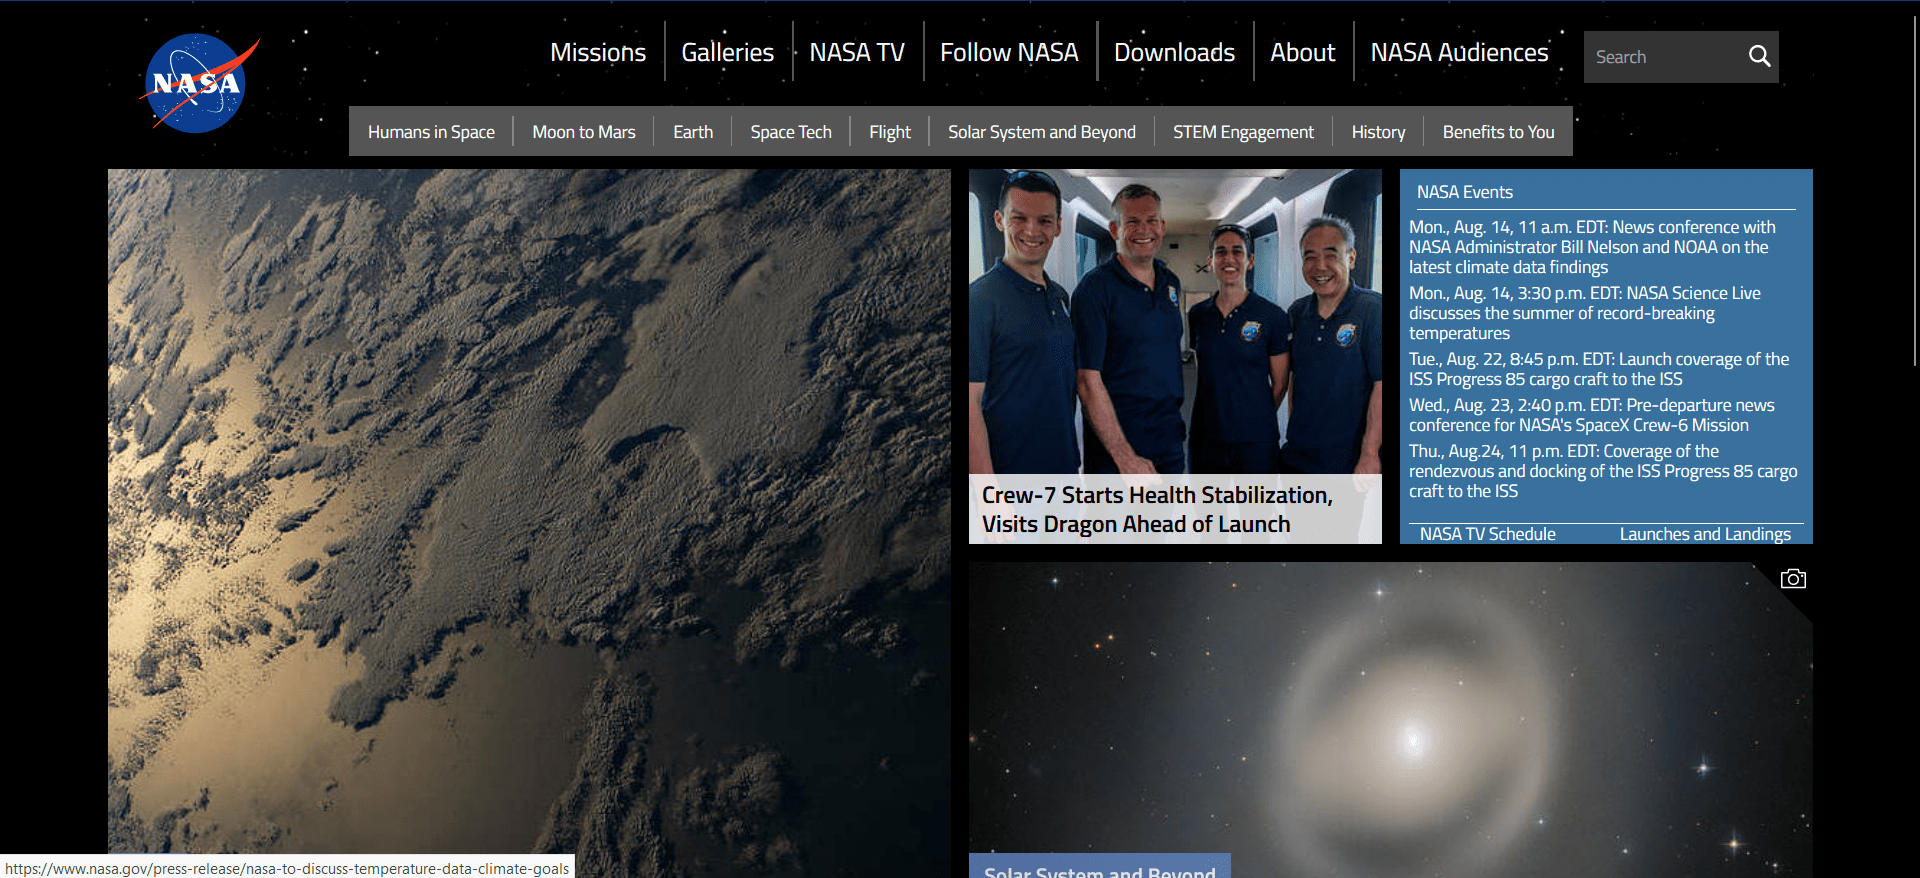 NASA
Missions
Galleries
NASA TV
Follow NASA
Downloads
About
NASA Audiences
Search
Humans in Space
Moon to Mars
Earth
Space Tech
Flight
Solar System and Beyond
STEM Engagement
History
Benefits to You
Crew-7 Starts Health Stabilization,
Visits Dragon Ahead of Launch
NASA Events
Mon., Aug. 14, 11 a.m. EDT: News conference with
NASA Administrator Bill Nelson and NOAA on the
latest climate data findings
Mon., Aug. 14, 3:30 p.m. EDT: NASA Science Live
discusses the summer of record-breaking
temperatures
Tue., Aug. 22, 8:45 p.m. EDT: Launch coverage of the
ISS Progress 85 cargo craft to the ISS
Wed., Aug. 23, 2:40 p.m. EDT: Pre-departure news
conference for NASA's SpaceX Crew-6 Mission
Thu., Aug.24, 11 p.m. EDT: Coverage of the
rendezvous and docking of the ISS Progress 85 cargo
craft to the ISS
NASA TV Schedule
Launches and Landings
Solar System and Beyond
https://www.nasa.gov/press-release/nasa-to-discuss-temperature-data-climate-goals